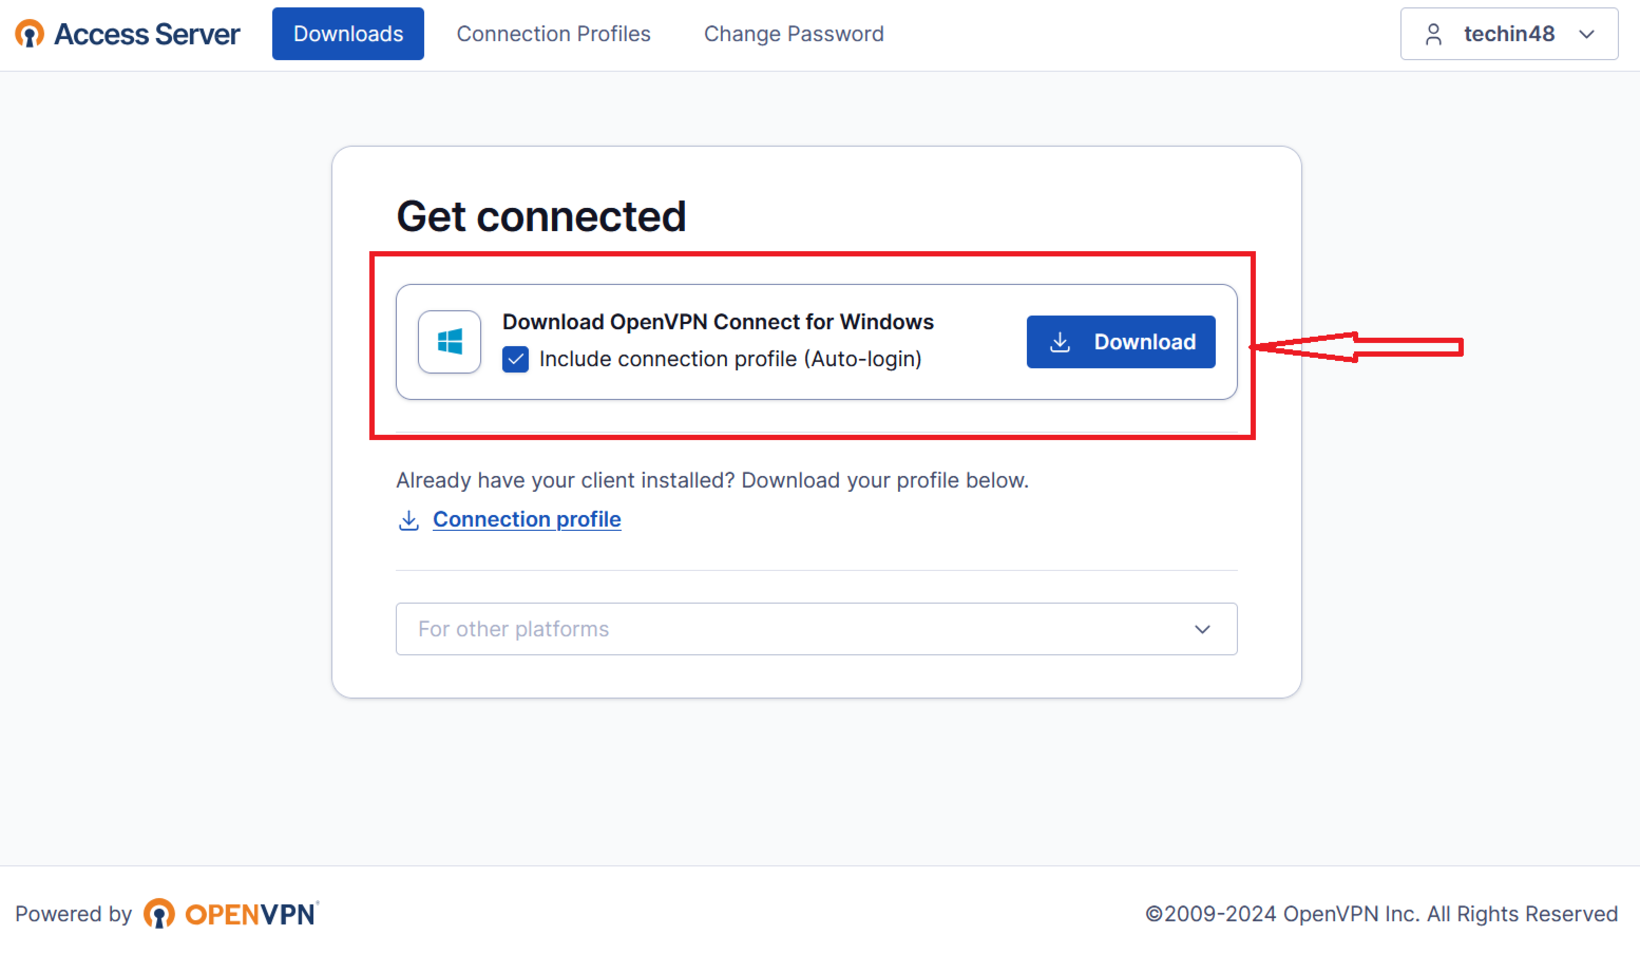 Access Server
Downloads
Connection Profiles
Change Password
techin48
Get connected
Download OpenVPN Connect for Windows
Include connection profile (Auto-login)
Download
Already have your client installed? Download your profile below.
Connection profile
For other platforms
Powered by OPENVPN
©2009-2024 OpenVPN Inc. All Rights Reserved